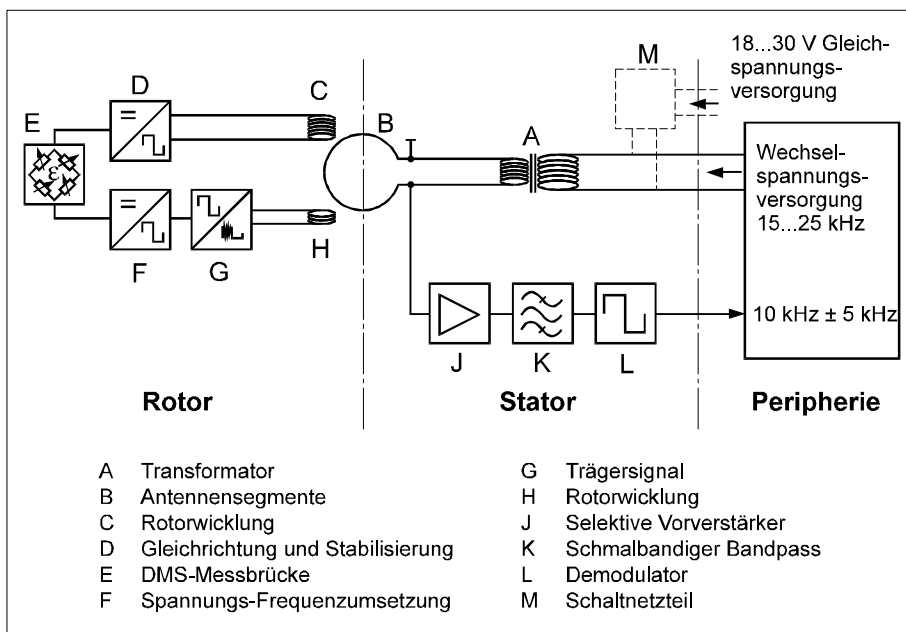 18...30 V Gleich-
spannungs-
versorgung
M
D
C
E
B
A
T
ε
Wechsel-
spannungs-
versorgung
15...25 kHz
F
G
H
10 kHz ± 5 kHz
J
K
L
Rotor
Stator
Peripherie
A Transformator
B Antennensegmente
C Rotorwicklung
D Gleichrichtung und Stabilisierung
E DMS-Messbrücke
F Spannungs-Frequenzumsetzung
G Trägersignal
H Rotorwicklung
J Selektive Vorverstärker
K Schmalbandiger Bandpass
L Demodulator
M Schaltnetzteil